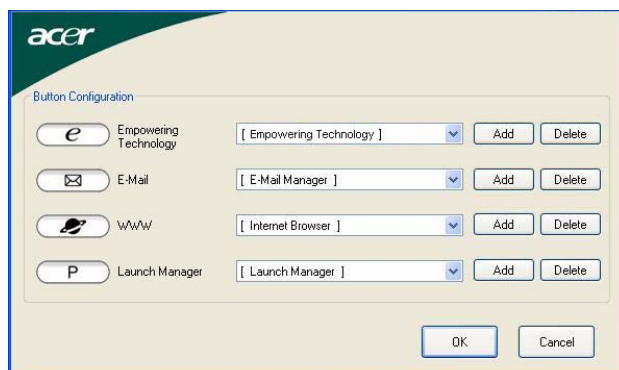 acer
Button Configuration
e Empowering Technology [ Empowering Technology ] Add Delete
E-Mail [ E-Mail Manager ] Add Delete
WWW [ Internet Browser ] Add Delete
P Launch Manager [ Launch Manager ] Add Delete
OK Cancel